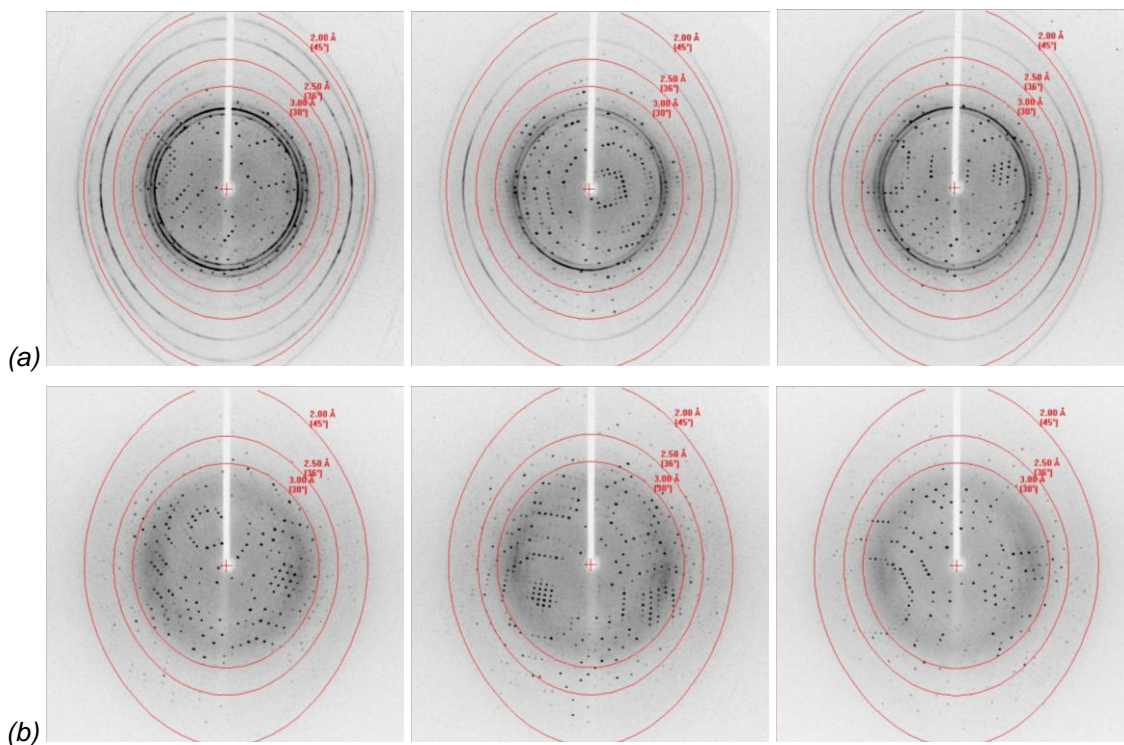 2.00 Å
(45°)
2.50 Å
(36°)
3.00 Å
(30°)
2.00 Å
(45°)
2.50 Å
(36°)
3.00 Å
(30°)
2.00 Å
(45°)
2.50 Å
(36°)
3.00 Å
(30°)
(a)
2.00 Å
(45°)
2.50 Å
(36°)
3.00 Å
(30°)
2.00 Å
(45°)
2.50 Å
(36°)
3.00 Å
(30°)
2.00 Å
(45°)
2.50 Å
(36°)
3.00 Å
(30°)
(b)